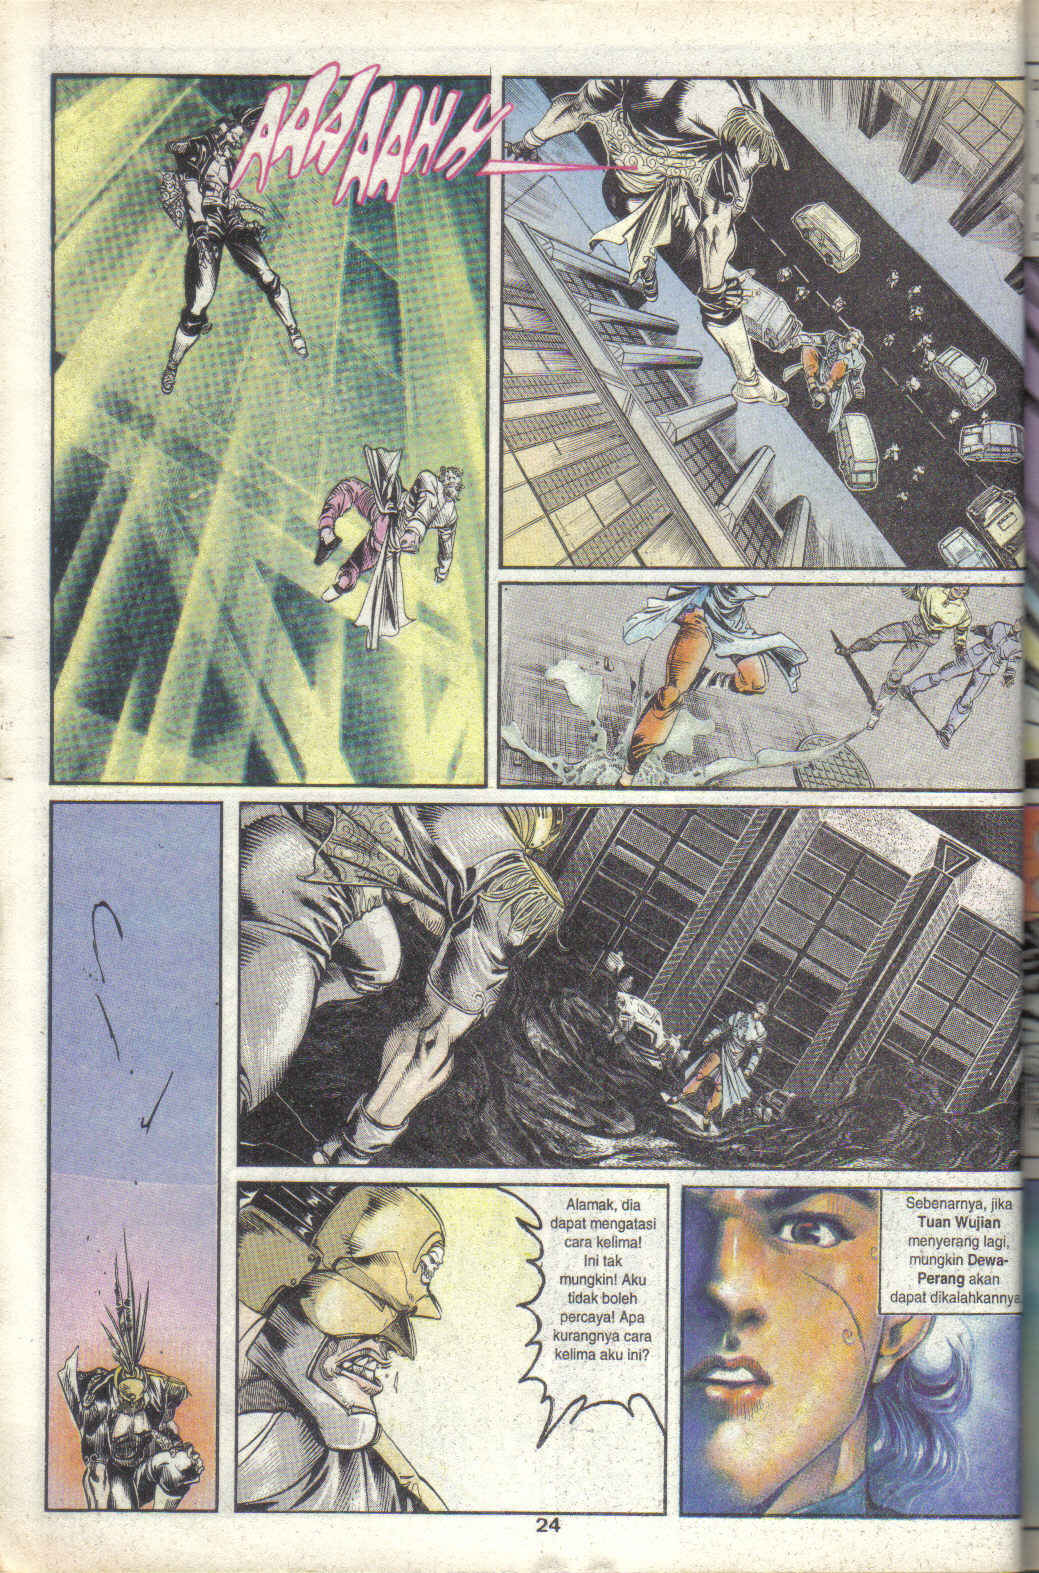 AAAAAAHHH
Alamak, dia
dapat mengatasi
cara kelima!
Ini tak
mungkin! Aku
tidak boleh
percaya! Apa
kurangnya cara
kelima aku ini?
Sebenarnya, jika
Tuan Wujian
menyerang lagi,
mungkin Dewa-
Perang akan
dapat dikalahkannya
24